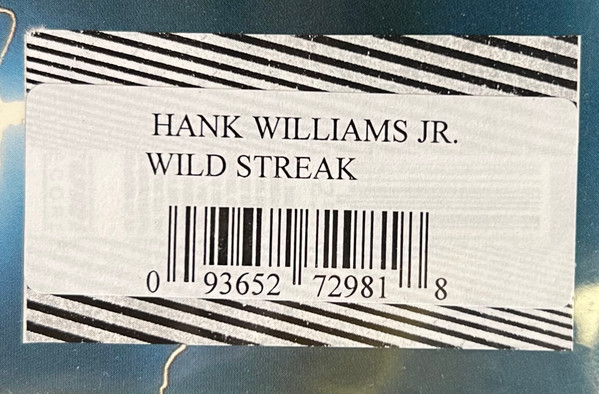 HANK WILLIAMS JR.
WILD STREAK
0 93652 72981 8